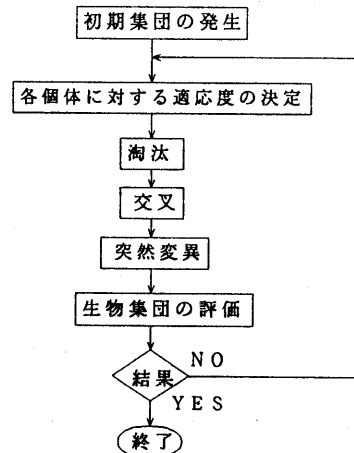 初期集団の発生
各個体に対する適応度の決定
淘汰
交叉
突然変異
生物集団の評価
結果
NO
YES
終了